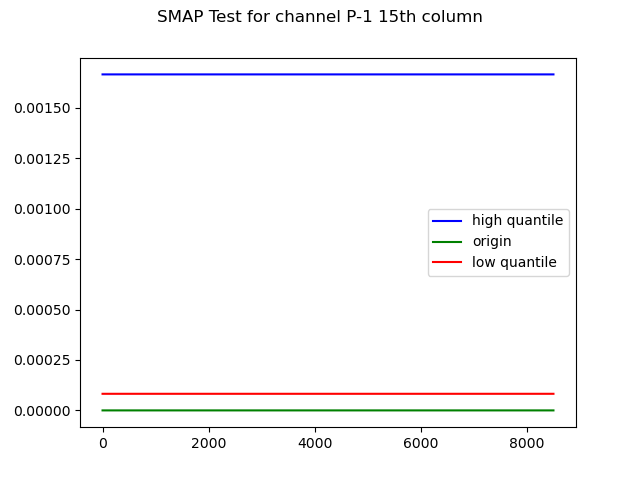 SMAP Test for channel P-1 15th column
0.00150
0.00125
0.00100
0.00075
0.00050
0.00025
0.00000
high quantile
origin
low quantile
0 2000 4000 6000 8000